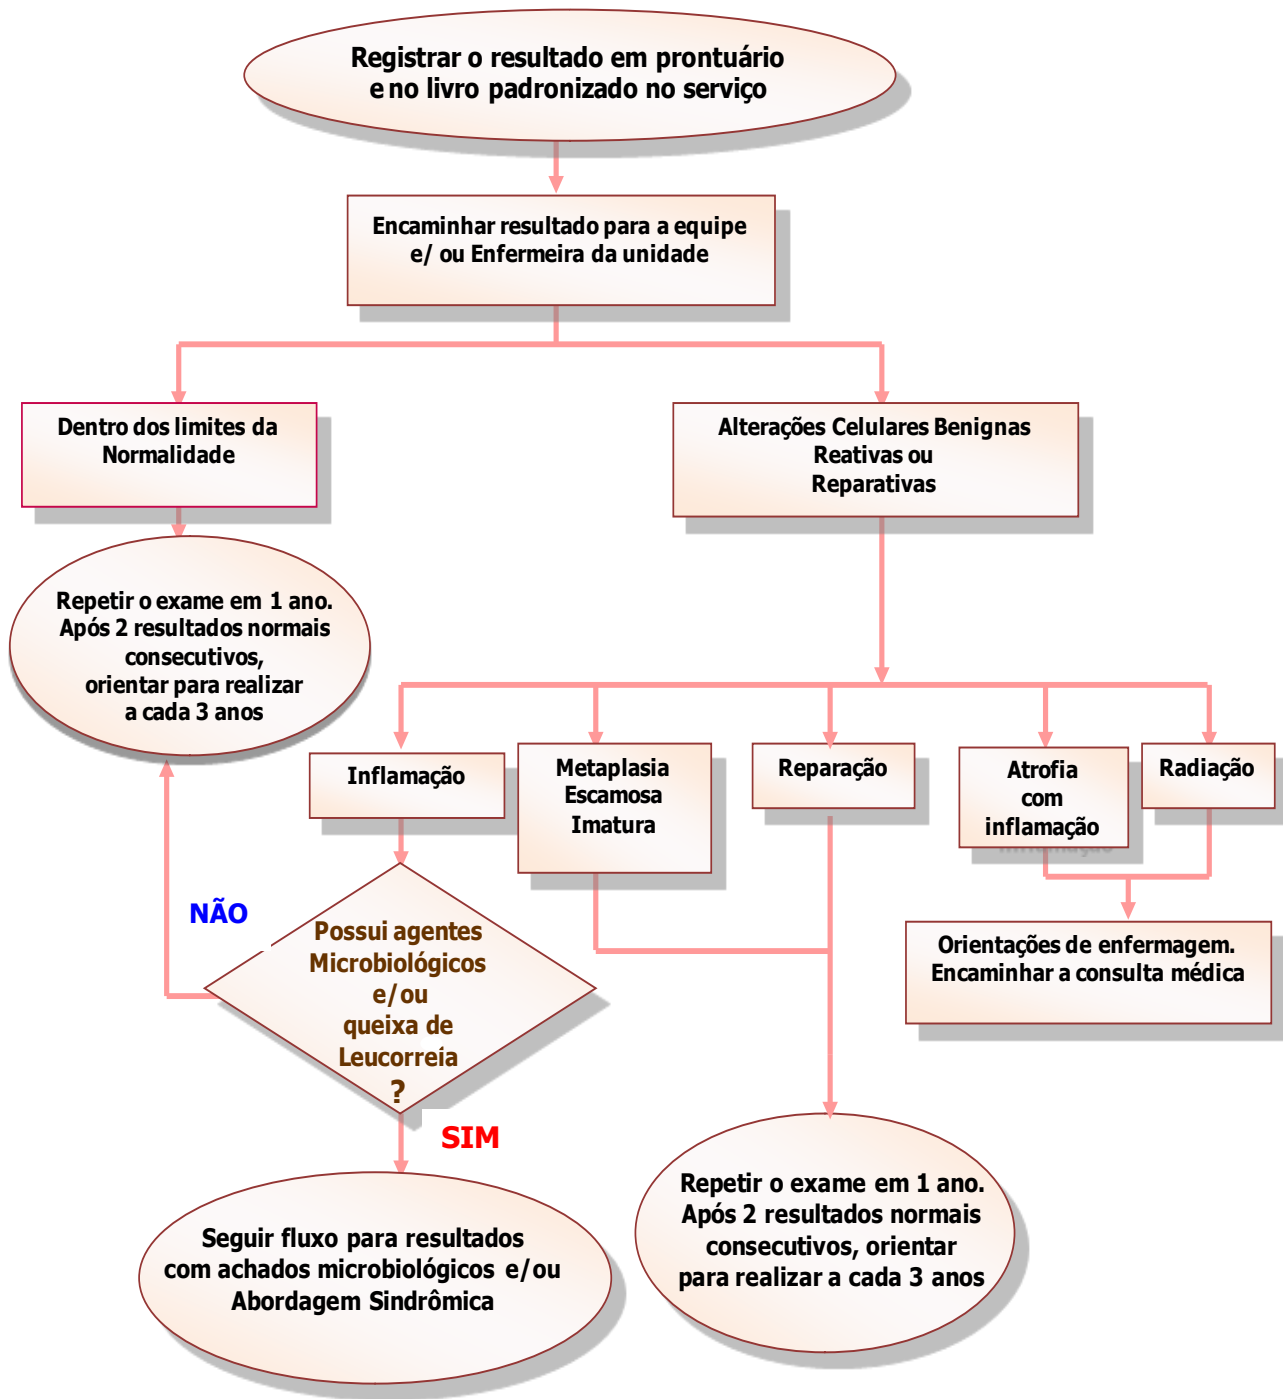 Registrar o resultado em prontuário
e no livro padronizado no serviço
Encaminhar resultado para a equipe
e/ ou Enfermeira da unidade
Dentro dos limites da
Normalidade
Alterações Celulares Benignas
Reativas ou
Reparativas
Repetir o exame em 1 ano.
Após 2 resultados normais
consecutivos,
orientar para realizar
a cada 3 anos
Inflamação
Metaplasia
Escamosa
Imatura
Reparação
Atrofia
com
inflamação
Radiação
NÃO
Possui agentes
Microbiológicos
e/ou
queixa de
Leucorreía
?
Orientações de enfermagem.
Encaminhar a consulta médica
SIM
Seguir fluxo para resultados
com achados microbiológicos e/ou
Abordagem Sindrômica
Repetir o exame em 1 ano.
Após 2 resultados normais
consecutivos, orientar
para realizar a cada 3 anos